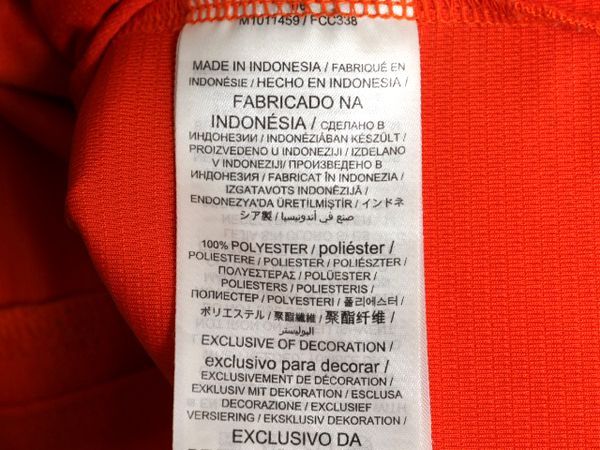 M1011459 / FCC338
MADE IN INDONESIA / FABRIQUÉ EN
INDONÉSIE / HECHO EN INDONESIA /
FABRICADO NA
INDONÉSIA / СДЕЛАНО В
ИНДОНЕЗИИ / INDONÉZIÁBAN KÉSZÜLT /
PROIZVEDENO U INDONEZIJI / IZDELANO
V INDONEZIJI / ПРОИЗВЕДЕНО В
ИНДОНЕЗИЯ / FABRICAT ÎN INDONEZIA /
IZGATAVOTS INDONĒZIJĀ /
ENDONEZYA'DA ÜRETİLMİŞTİR / インドネ
シア製 / صنع في أندونيسيا
100% POLYESTER / poliéster /
POLIESTERE / POLIESTER / POLIÉSZTER /
ΠΟΛΥΕΣΤΕΡΑΣ / POLÜESTER /
POLIESTERS / POLIESTERIS /
ПОЛИЕСТЕР / POLYESTERI / 폴리에스터 /
ポリエステル / 聚酯纖維 / 聚酯纤维 /
البوليستر
EXCLUSIVE OF DECORATION /
exclusivo para decorar /
EXCLUSIVEMENT DE DÉCORATION /
EXKLUSIV MIT DEKORATION / ESCLUSA
DECORAZIONE / EXCLUSIEF
VERSIERING / EKSKLUSIV DEKORATION /
EXCLUSIVO DA